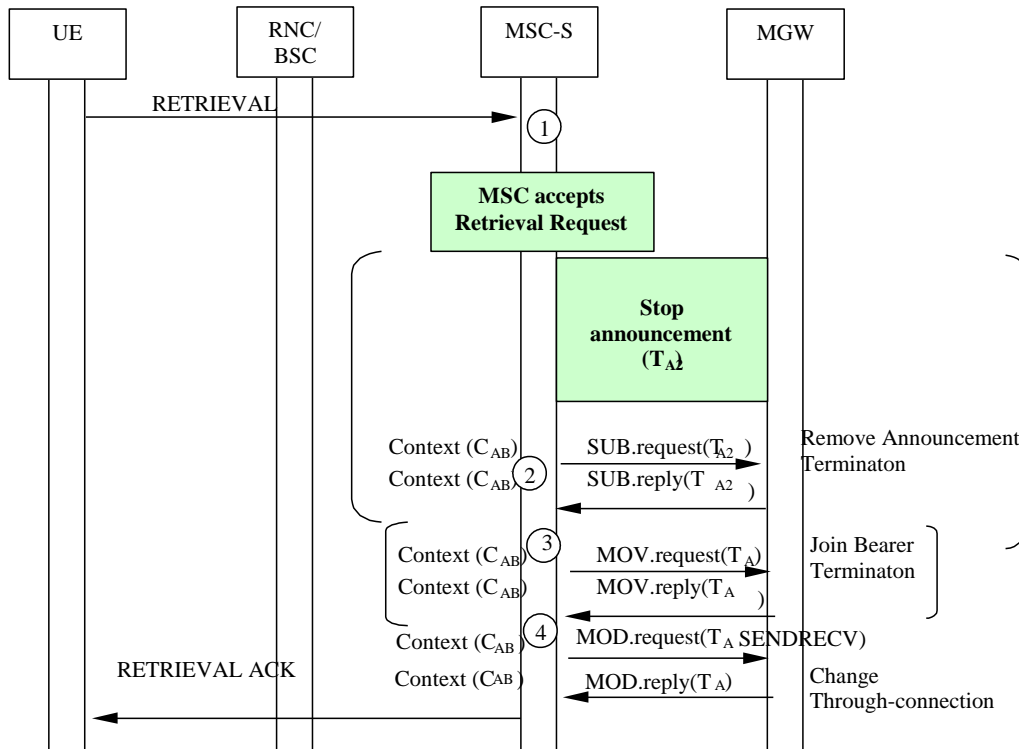 UE
RNC/
BSC
MSC-S
MGW
RETRIEVAL
1
MSC accepts
Retrieval Request
Stop
announcement
(TA2)
Context (CAB)
SUB.request(TA2)
Remove Announcement
Terminaton
2
Context (CAB)
SUB.reply(TA2)
3
Context (CAB)
MOV.request(TA)
Join Bearer
Terminaton
Context (CAB)
MOV.reply(TA)
4
Context (CAB)
MOD.request(TA SENDRECV)
RETRIEVAL ACK
Context (CAB)
MOD.reply(TA)
Change
Through-connection